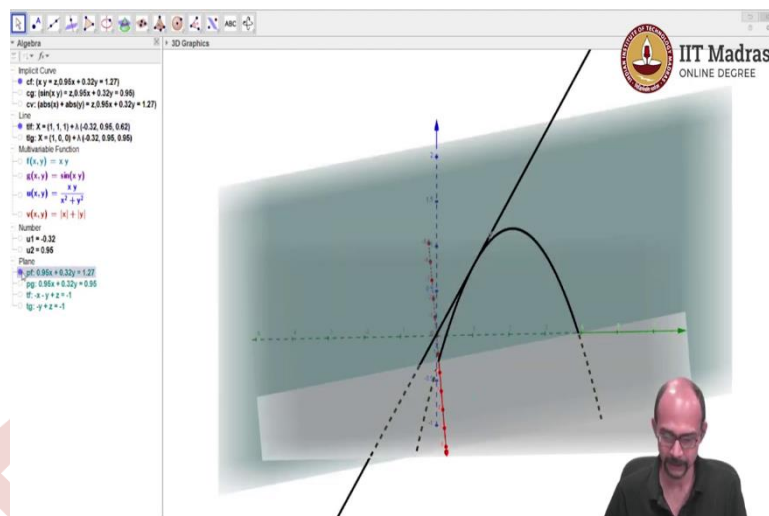 ABC
Algebra
3D Graphics
IIT Madras
ONLINE DEGREE
Implicit Curve
cf: (x y = z,0.95x + 0.32y = 1.27)
cg: (sin(x y) = z,0.95x + 0.32y = 0.95)
cv: (abs(x) + abs(y) = z,0.95x + 0.32y = 1.27)
Line
tlf: X = (1, 1, 1) + λ (-0.32, 0.95, 0.62)
tlg: X = (1, 0, 0) + λ (-0.32, 0.95, 0.95)
Multivariable Function
f(x, y) = x y
g(x, y) = sin(x y)
u(x, y) = x y / x² + y²
v(x, y) = |x| + |y|
Number
u1 = -0.32
u2 = 0.95
Plane
pf: 0.95x + 0.32y = 1.27
pg: 0.95x + 0.32y = 0.95
tf: -x - y + z = -1
tg: -y + z = -1